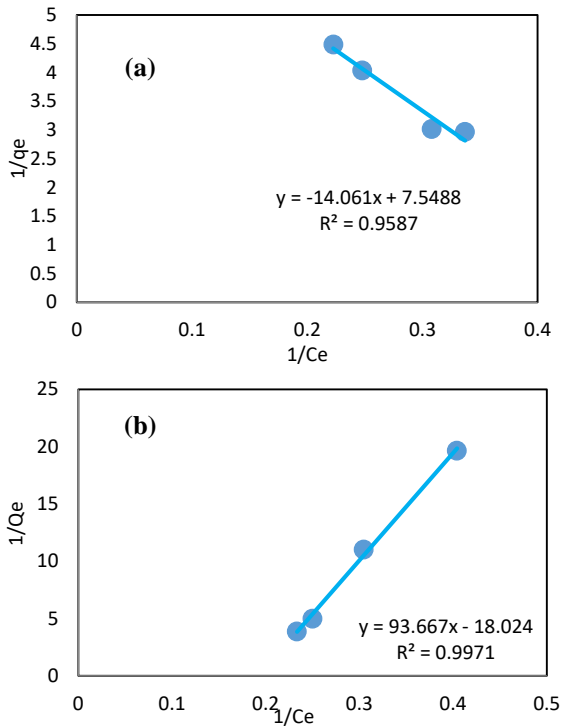 5
4.5
4
3.5
3
2.5
2
1.5
1
0.5
0
1/qe
(a)
y = -14.061x + 7.5488
R² = 0.9587
0 0.1 0.2 0.3 0.4
1/Ce
25
20
15
10
5
0
1/Qe
(b)
y = 93.667x - 18.024
R² = 0.9971
0 0.1 0.2 0.3 0.4 0.5
1/Ce